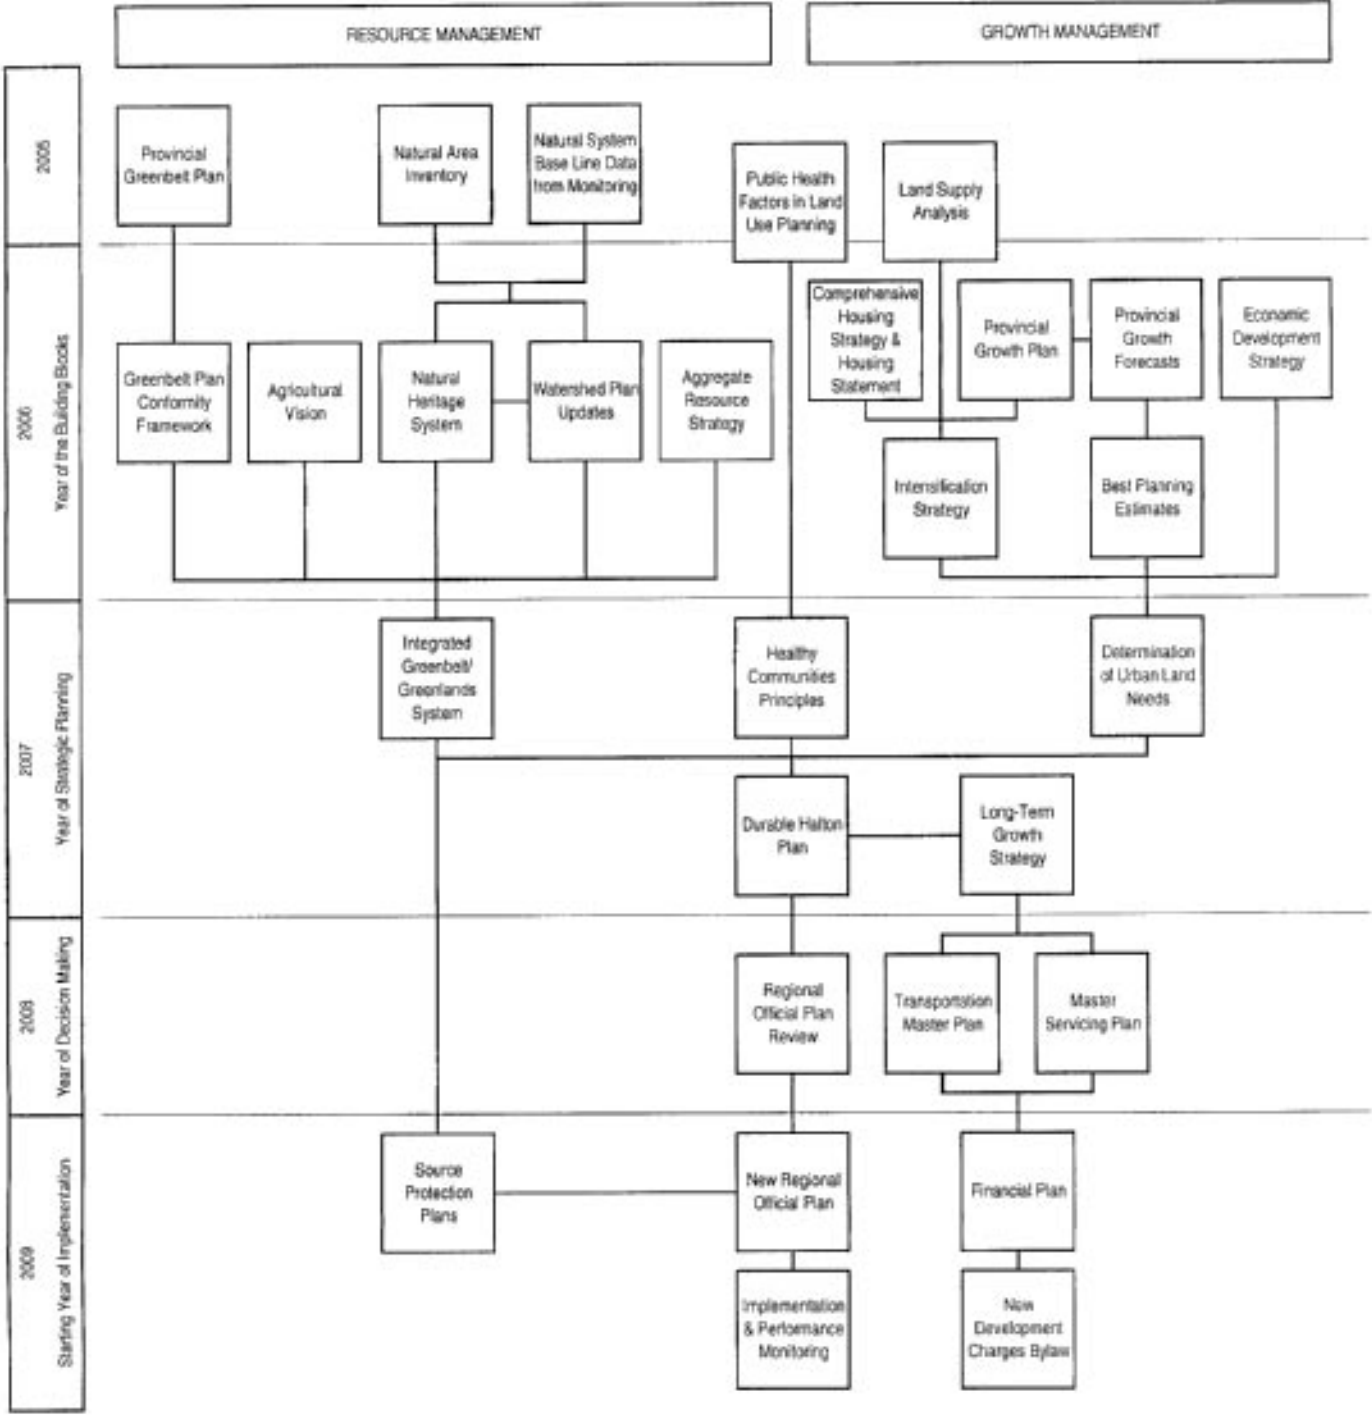 RESOURCE MANAGEMENT
GROWTH MANAGEMENT
2005
Provincial
Greenbelt Plan
Natural Area
Inventory
Natural System
Base Line Data
from Monitoring
Public Health
Factors in Land
Use Planning
Land Supply
Analysis
2006
Year of the Building Blocks
Greenbelt Plan
Conformity
Framework
Agricultural
Vision
Natural
Heritage
System
Watershed Plan
Updates
Aggregate
Resource
Strategy
Comprehensive
Housing
Strategy &
Housing
Statement
Provincial
Growth Plan
Provincial
Growth
Forecasts
Economic
Development
Strategy
Intensification
Strategy
Best Planning
Estimates
2007
Year of Strategic Planning
Integrated
Greenbelt/
Greenlands
System
Healthy
Communities
Principles
Determination
of Urban Land
Needs
Durable Halton
Plan
Long-Term
Growth
Strategy
2008
Year of Decision Making
Regional
Official Plan
Review
Transportation
Master Plan
Master
Servicing Plan
2009
Starting Year of Implementation
Source
Protection
Plans
New Regional
Official Plan
Financial Plan
Implementation
& Performance
Monitoring
New
Development
Charges Bylaw